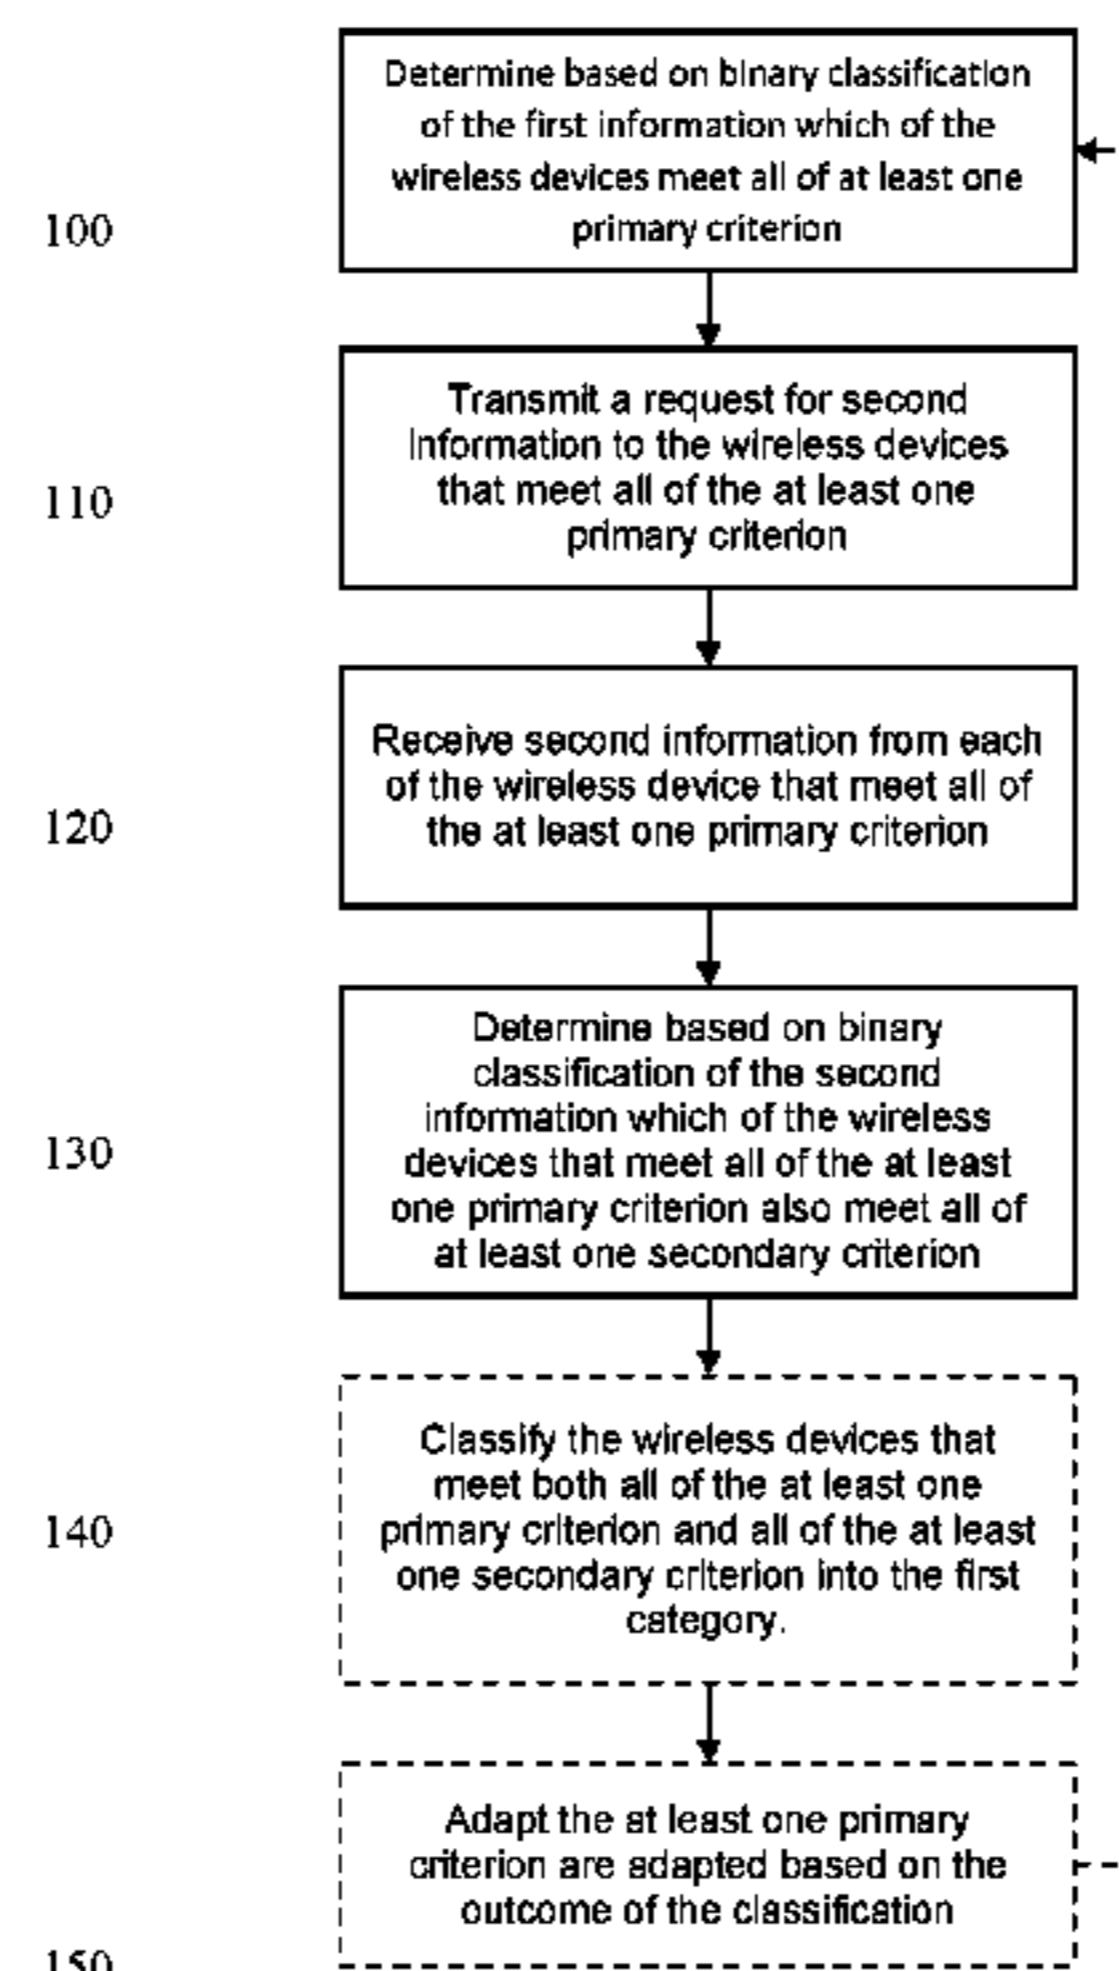 Determine based on binary classification
of the first information which of the
wireless devices meet all of at least one
primary criterion
100
Transmit a request for second
information to the wireless devices
that meet all of the at least one
primary criterion
110
Receive second information from each
of the wireless device that meet all of
the at least one primary criterion
120
Determine based on binary
classification of the second
information which of the wireless
devices that meet all of the at least
one primary criterion also meet all of
at least one secondary criterion
130
Classify the wireless devices that
meet both all of the at least one
primary criterion and all of the at least
one secondary criterion into the first
category.
140
Adapt the at least one primary
criterion are adapted based on the
outcome of the classification
150